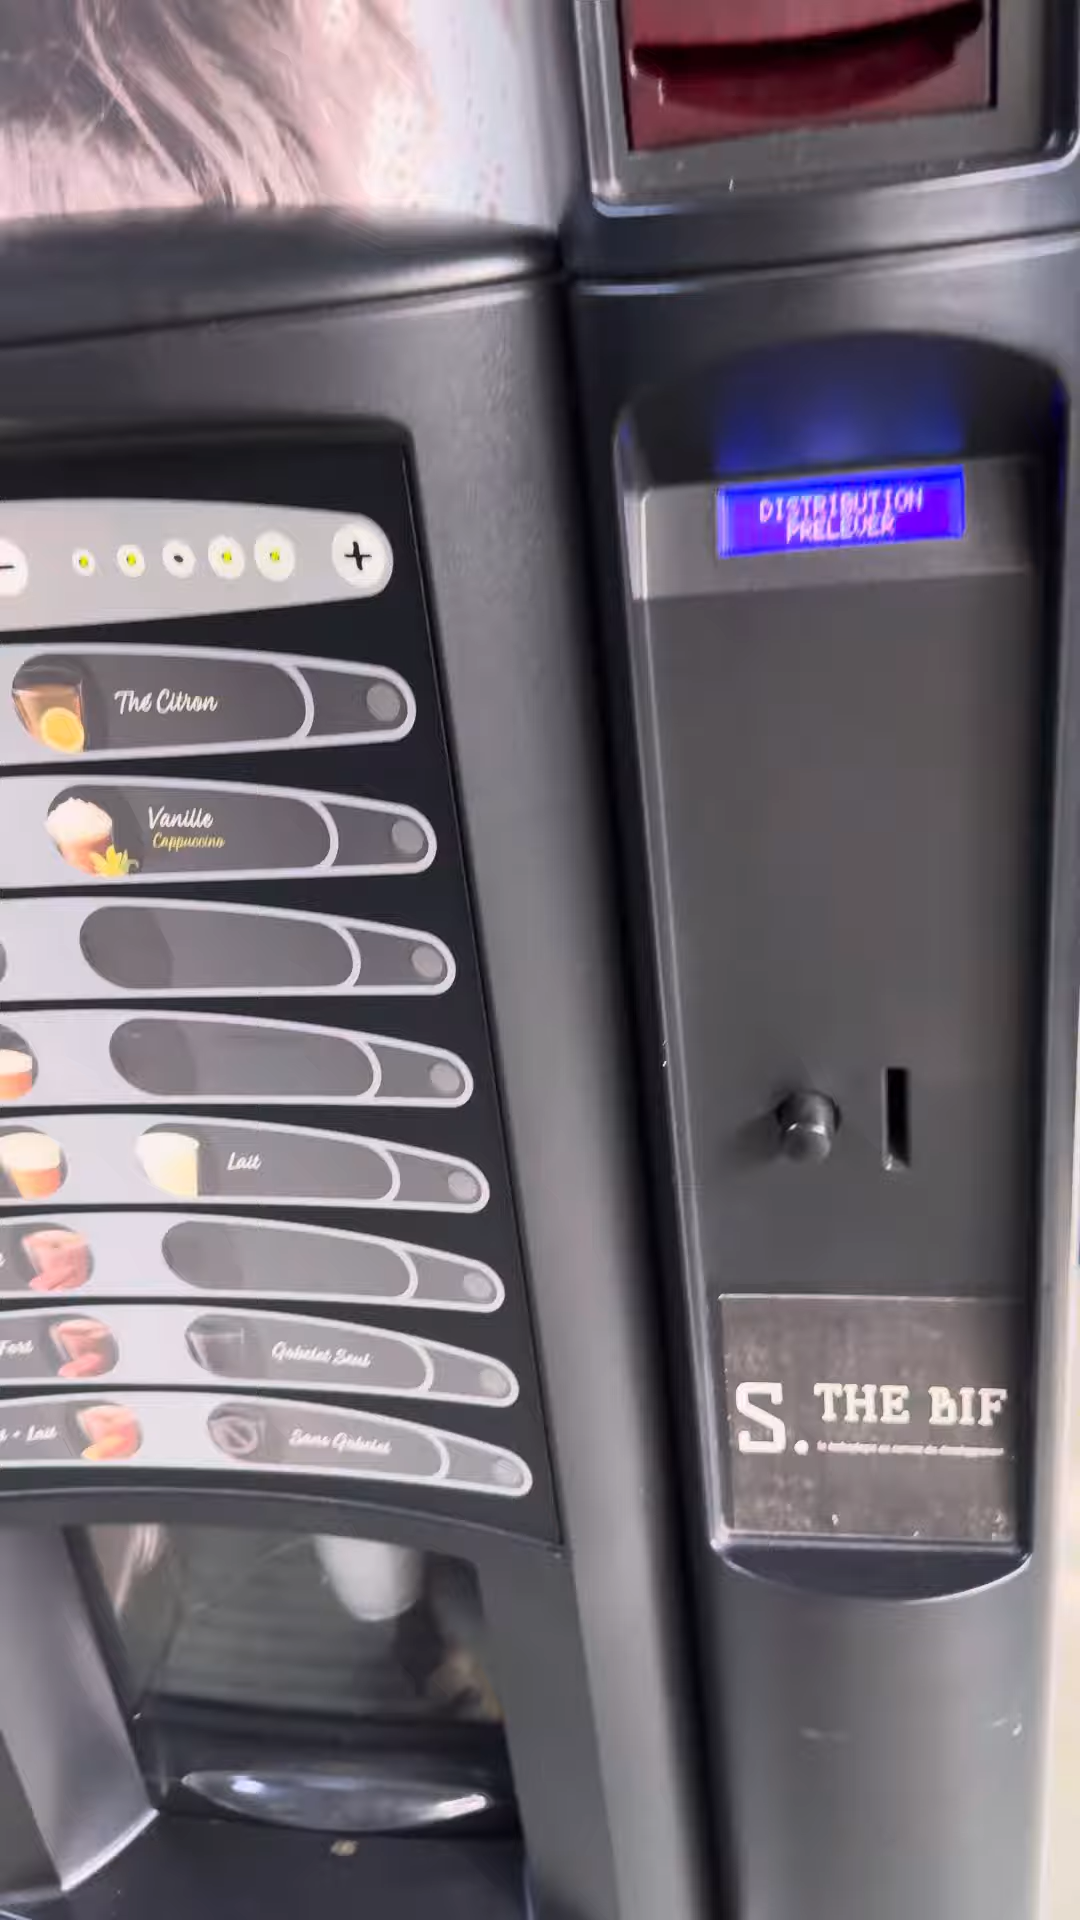 DISTRIBUTION
PRELEVER
- +
Thé Citron
Vanille
Cappuccino
Lait
Fort
Gobelet Seul
+ Lait
Sans Gobelet
S. THE BIF